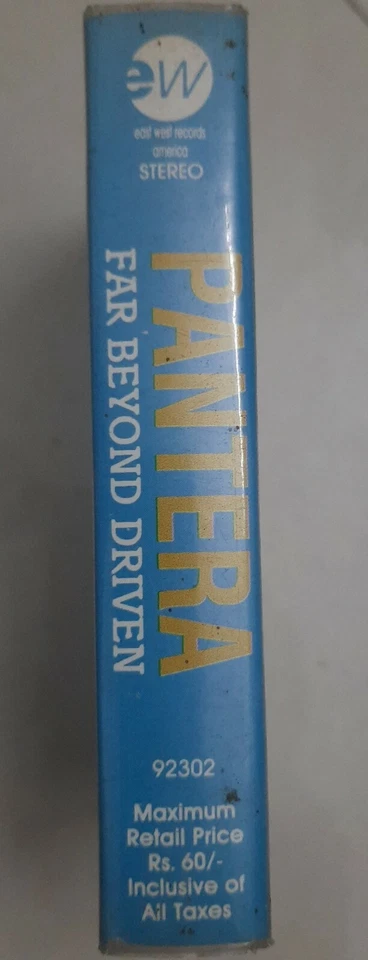 ew
east west records
america
STEREO
PANTERA
FAR BEYOND DRIVEN
92302
Maximum
Retail Price
Rs. 60/-
Inclusive of
All Taxes